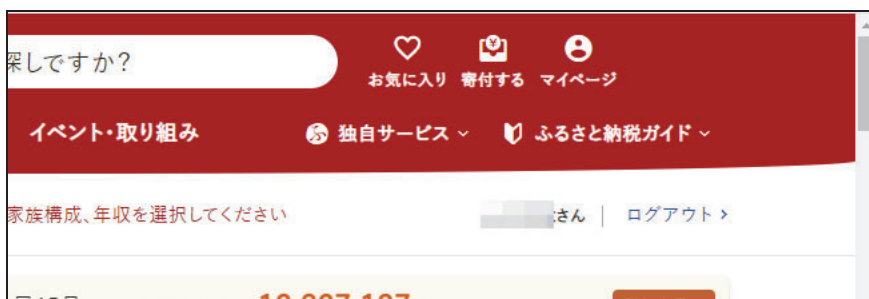 探しですか?
お気に入り 寄付する マイページ
イベント・取り組み 独自サービス ふるさと納税ガイド
家族構成、年収を選択してください さん | ログアウト >